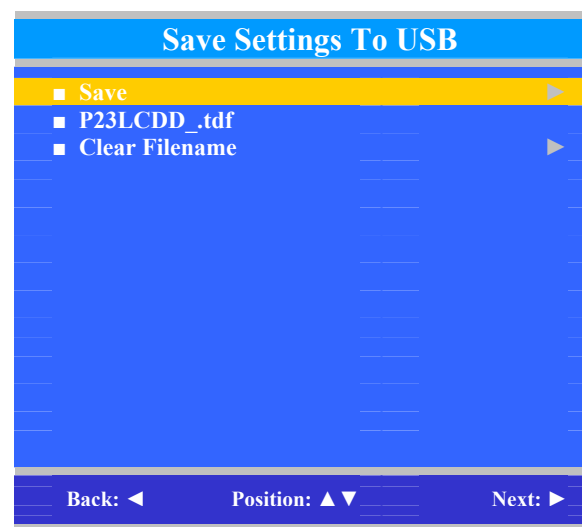 Save Settings To USB
■ Save ►
■ P23LCDD_.tdf
■ Clear Filename ►
Back: ◄ Position: ▲▼ Next: ►